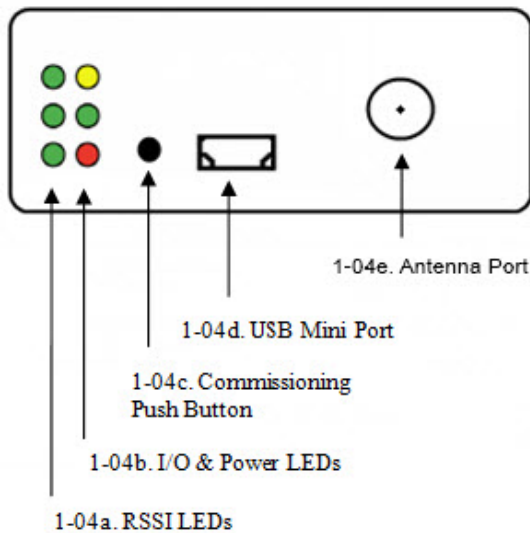 1-04e. Antenna Port
1-04d. USB Mini Port
1-04c. Commissioning
Push Button
1-04b. I/O & Power LEDs
1-04a. RSSI LEDs